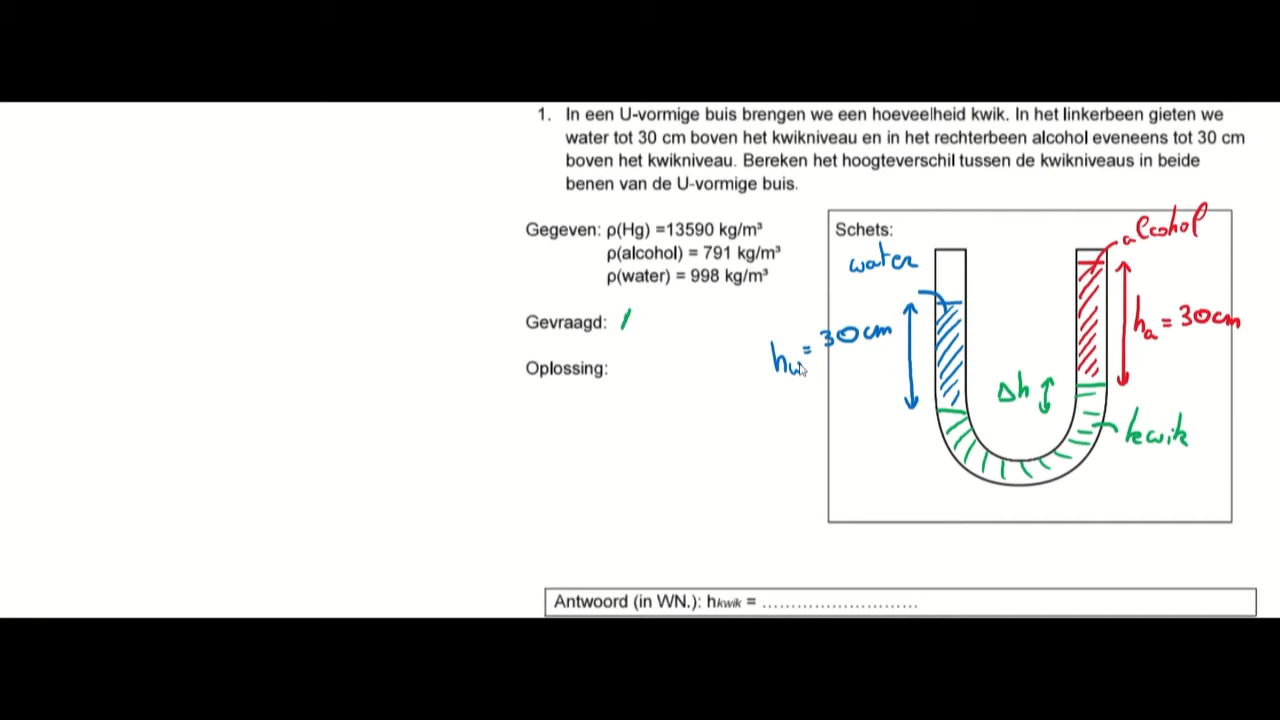 1. In een U-vormige buis brengen we een hoeveelheid kwik. In het linkerbeen gieten we
water tot 30 cm boven het kwikniveau en in het rechterbeen alcohol eveneens tot 30 cm
boven het kwikniveau. Bereken het hoogteverschil tussen de kwikniveaus in beide
benen van de U-vormige buis.
Gegeven: ρ(Hg) =13590 kg/m³
ρ(alcohol) = 791 kg/m³
ρ(water) = 998 kg/m³
Gevraagd:
Oplossing:
Schets:
water
alcohol
hw = 30cm
ha = 30cm
Δh
kwik
Antwoord (in WN.): hkwik = ...........................